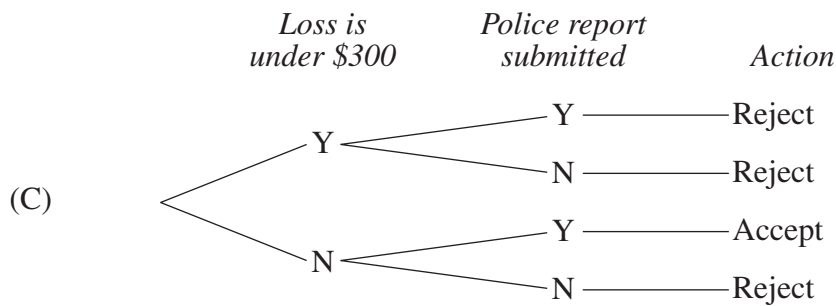 Loss is under $300
Police report submitted
Action
(C)
Y
Y
Reject
N
Reject
N
Y
Accept
N
Reject